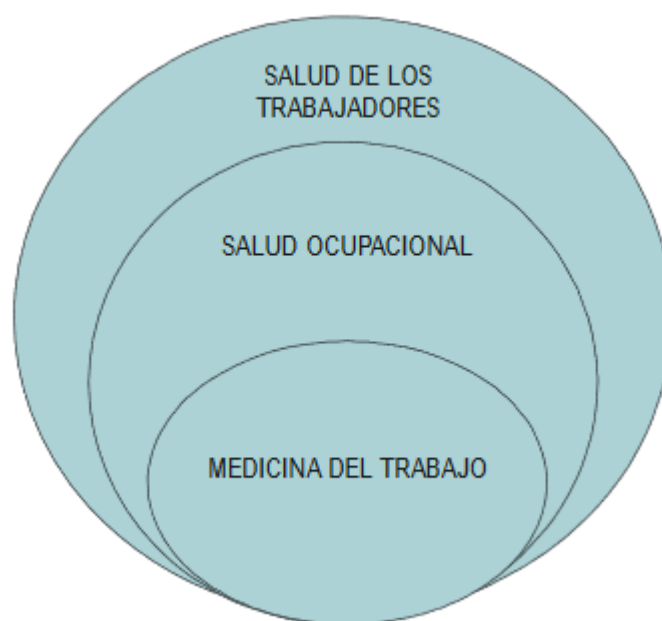 SALUD DE LOS
TRABAJADORES
SALUD OCUPACIONAL
MEDICINA DEL TRABAJO